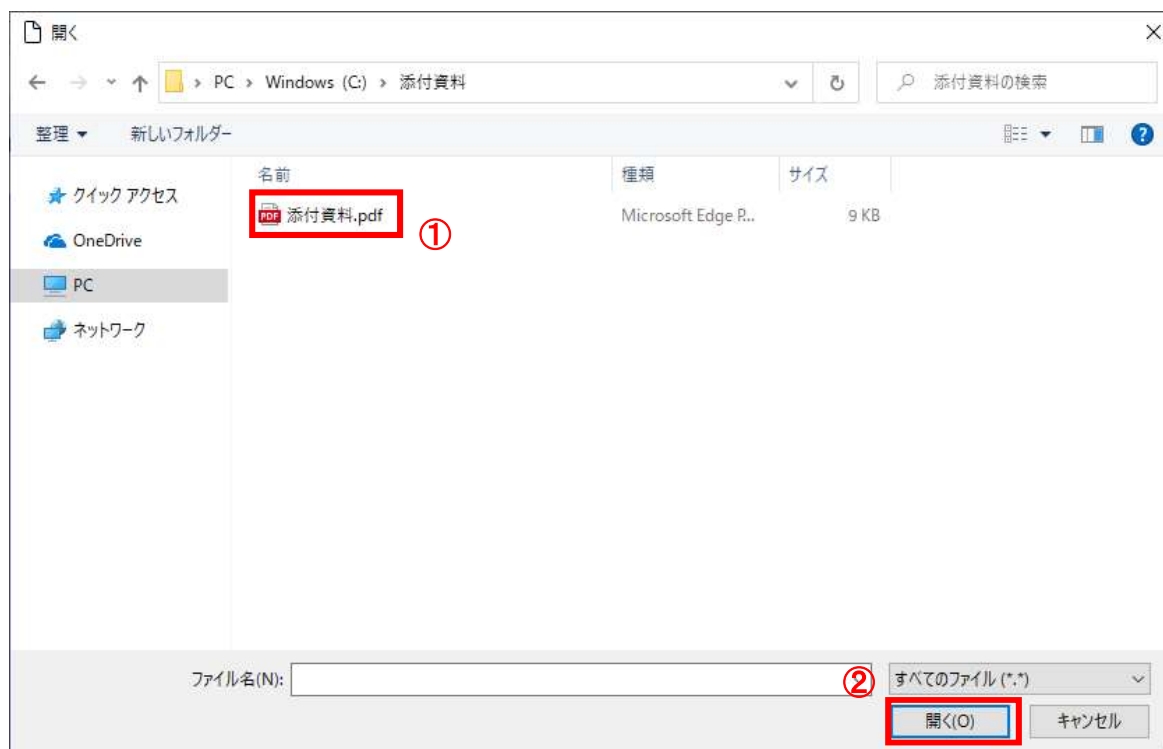 開く
PC › Windows (C:) › 添付資料
添付資料の検索
整理 新しいフォルダー
名前 種類 サイズ
クイック アクセス
PDF 添付資料.pdf Microsoft Edge P... 9 KB
①
OneDrive
PC
ネットワーク
ファイル名(N):
② すべてのファイル (*.*)
開く(O) キャンセル